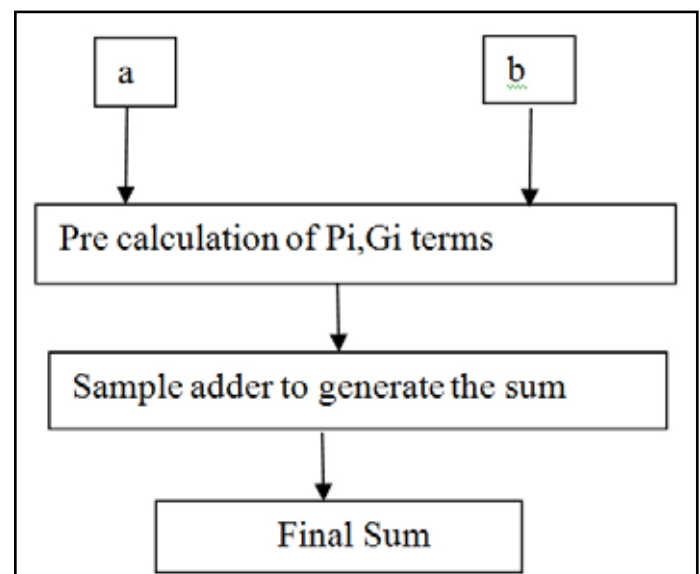 a
b
Pre calculation of Pi,Gi terms
Sample adder to generate the sum
Final Sum